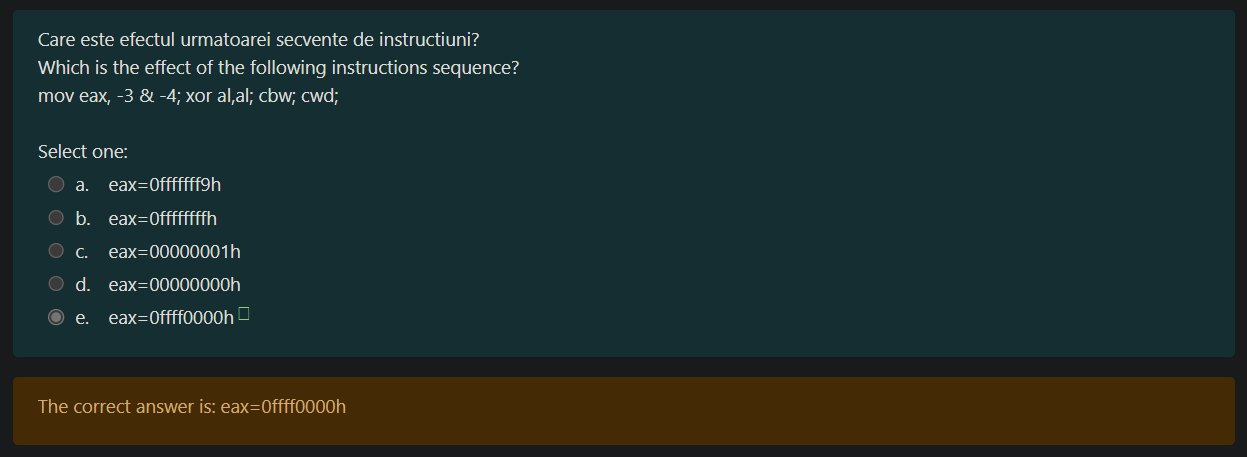 Care este efectul urmatoarei secvente de instructiuni?
Which is the effect of the following instructions sequence?
mov eax, -3 & -4; xor al,al; cbw; cwd;
Select one:
a. eax=0fffffff9h
b. eax=0ffffffffh
c. eax=00000001h
d. eax=00000000h
e. eax=0ffff0000h
The correct answer is: eax=0ffff0000h